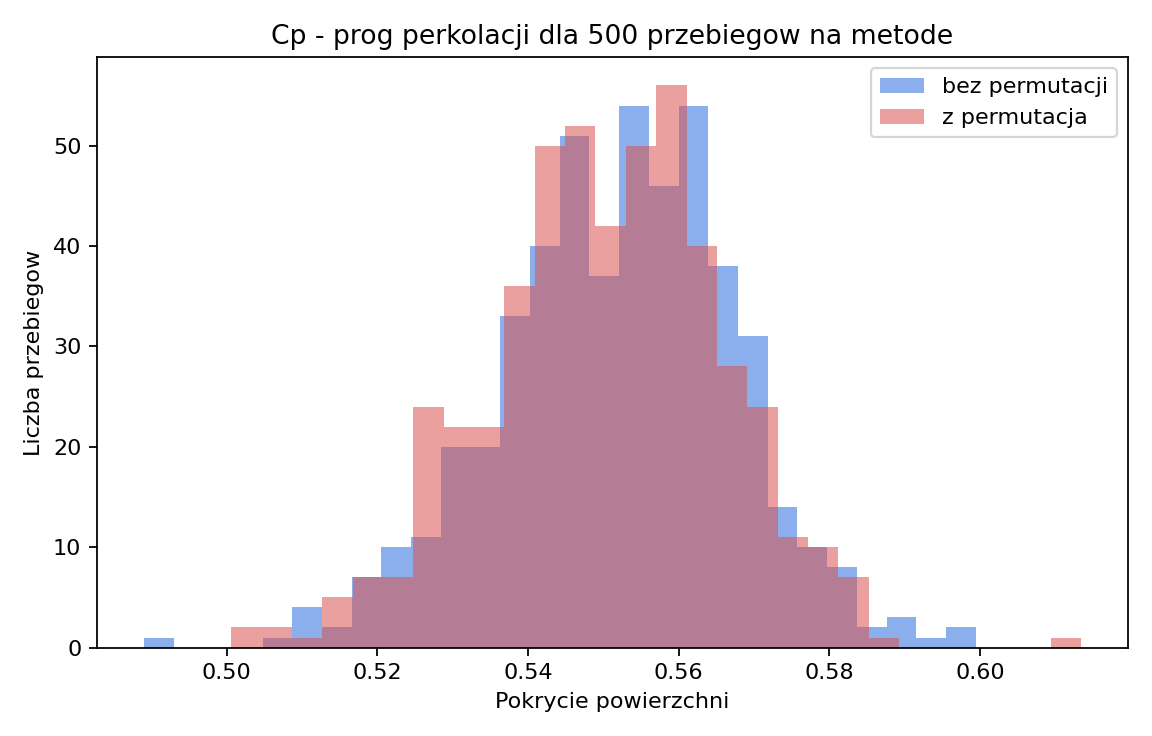 Cp - prog perkolacji dla 500 przebiegow na metode
bez permutacji
z permutacja
Liczba przebiegow
50
40
30
20
10
0
0.50 0.52 0.54 0.56 0.58 0.60
Pokrycie powierzchni